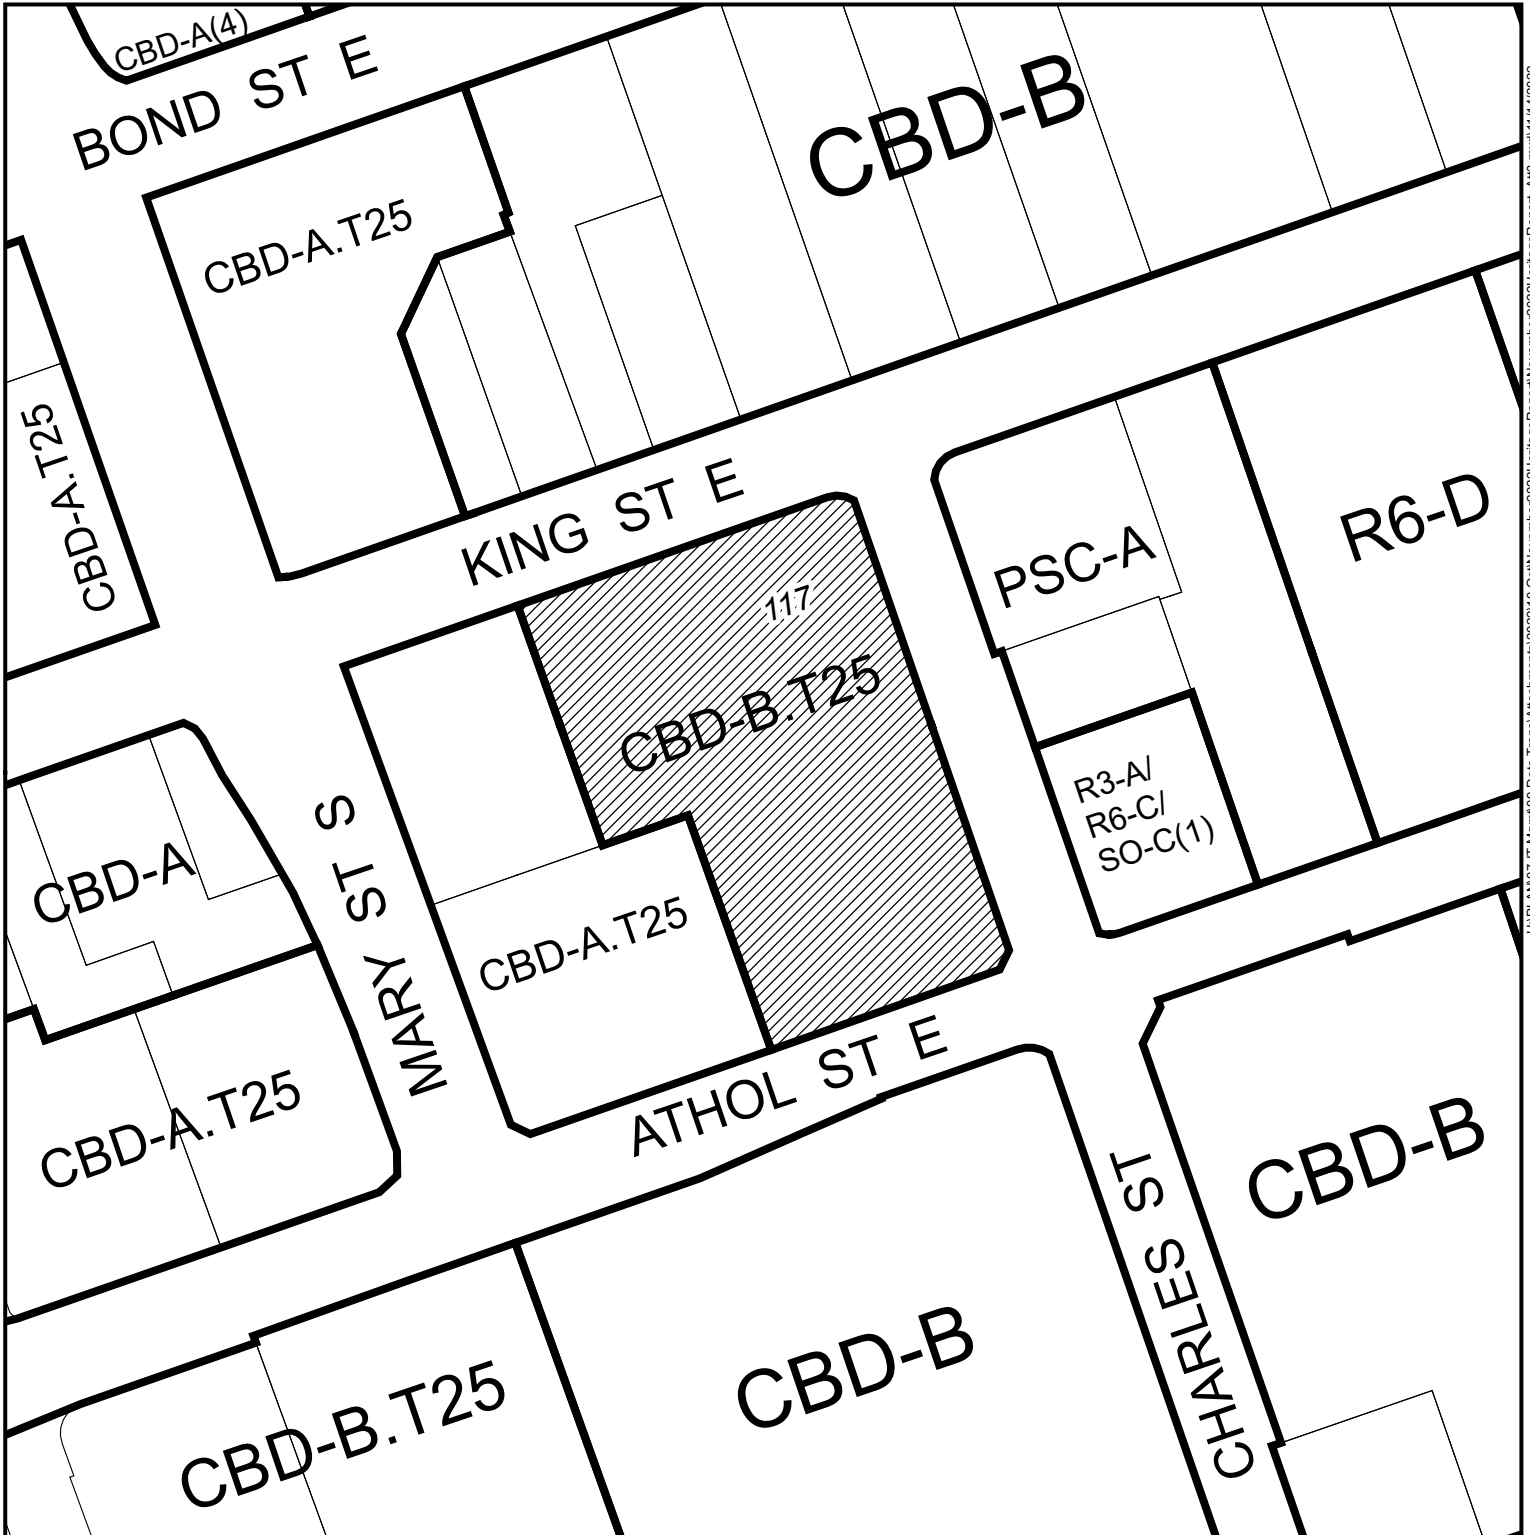 CBD-A(4)
BOND ST E
CBD-B
CBD-A.T25
CBD-A.T25
KING ST E
117
CBD-B.T25
PSC-A
R6-D
R3-A/
R6-C/
SO-C(1)
CBD-A
MARY ST S
CBD-A.T25
CBD-A.T25
ATHOL ST E
CHARLES ST
CBD-B
CBD-B
CBD-B.T25